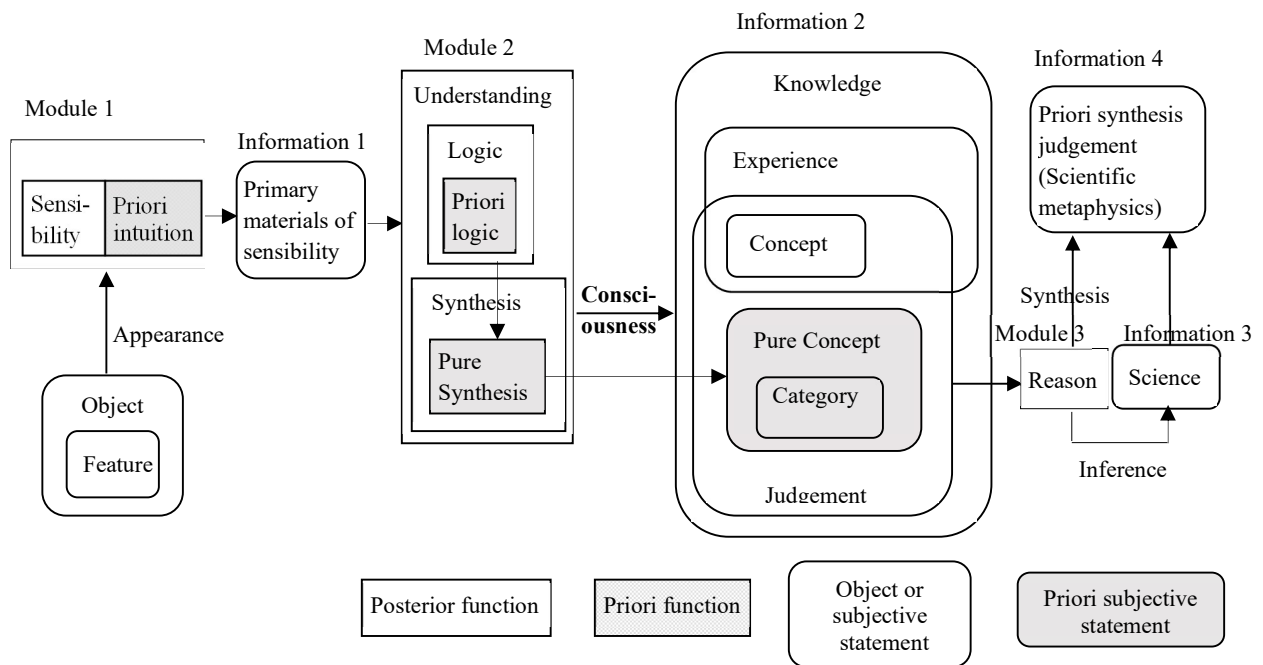 Module 1
Sensi-
bility
Priori
intuition
Appearance
Object
Feature
Information 1
Primary
materials of
sensibility
Module 2
Understanding
Logic
Priori
logic
Synthesis
Pure
Synthesis
Consci-
ousness
Information 2
Knowledge
Experience
Concept
Pure Concept
Category
Judgement
Information 4
Priori synthesis
judgement
(Scientific
metaphysics)
Synthesis
Module 3
Information 3
Reason
Science
Inference
Posterior function
Priori function
Object or
subjective
statement
Priori subjective
statement